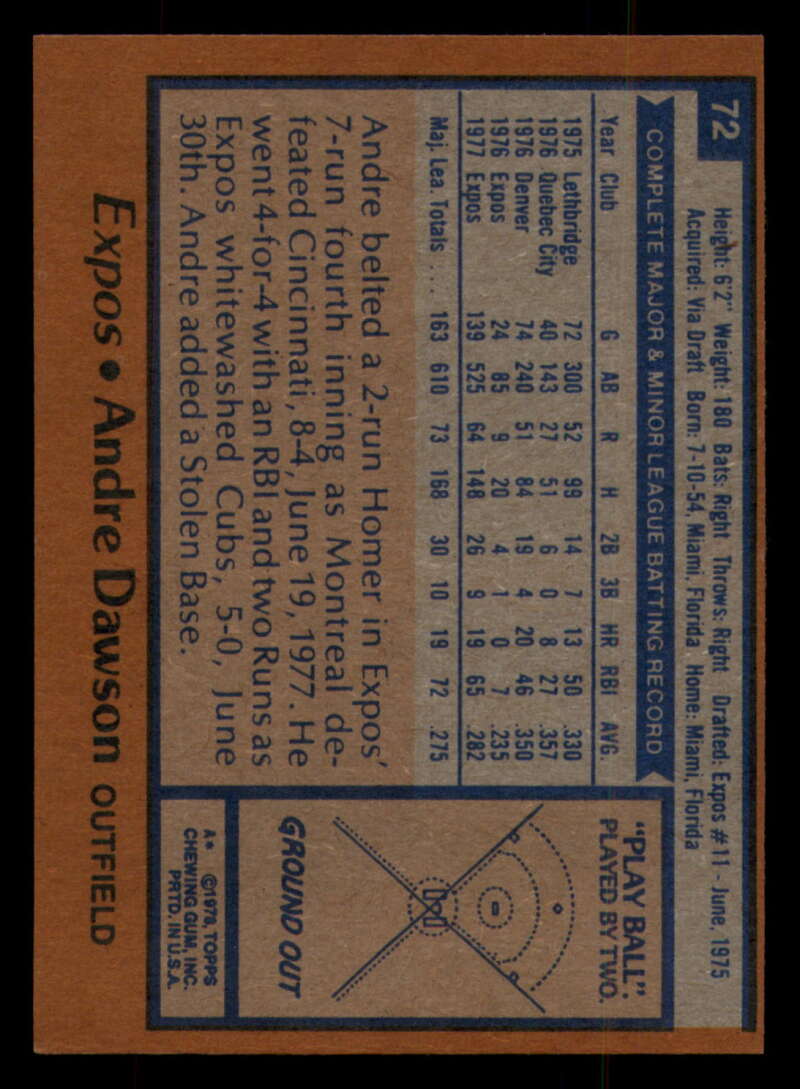 72
Height: 6'2" Weight: 180 Bats: Right Throws: Right Drafted: Expos #11 - June, 1975
Acquired: Via Draft Born: 7-10-54, Miami, Florida Home: Miami, Florida
COMPLETE MAJOR & MINOR LEAGUE BATTING RECORD
Year Club G AB R H 2B 3B HR RBI AVG.
1975 Lethbridge 72 300 52 99 14 7 13 50 .330
1976 Quebec City 40 143 27 51 6 0 8 27 .357
1976 Denver 74 240 51 84 19 4 20 46 .350
1976 Expos 24 85 9 20 4 1 0 7 .235
1977 Expos 139 525 64 148 26 9 19 65 .282
Maj. Lea. Totals ... 163 610 73 168 30 10 19 72 .275
Andre belted a 2-run Homer in Expos'
7-run fourth inning as Montreal de-
feated Cincinnati, 8-4, June 19, 1977. He
went 4-for-4 with an RBI and two Runs as
Expos whitewashed Cubs, 5-0, June
30th. Andre added a Stolen Base.
"PLAY BALL".
PLAYED BY TWO.
GROUND OUT
A* ©1978, TOPPS
CHEWING GUM, INC.
PRTD. IN U.S.A.
Expos • Andre Dawson OUTFIELD